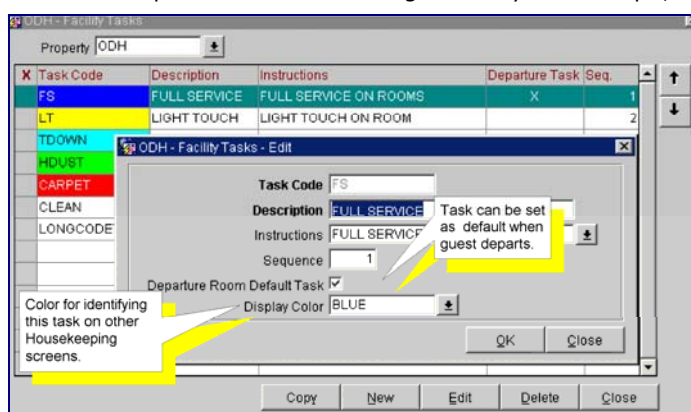 ODH - Facility Tasks
Property ODH
X Task Code Description Instructions Departure Task Seq.
FS FULL SERVICE FULL SERVICE ON ROOMS X 1
LT LIGHT TOUCH LIGHT TOUCH ON ROOM 2
TDOWN
HDUST
CARPET
CLEAN
LONGCODE
ODH - Facility Tasks - Edit
Task Code FS
Description FULL SERVICE
Instructions FULL SERVICE
Sequence 1
Departure Room Default Task
Display Color BLUE
OK Close
Task can be set
as default when
guest departs.
Color for identifying
this task on other
Housekeeping
screens.
Copy New Edit Delete Close